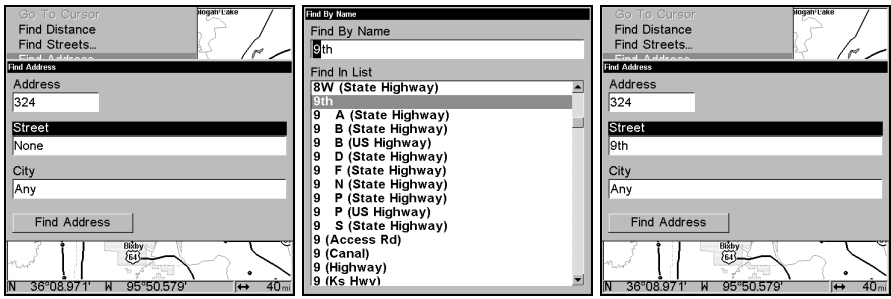 Go To Cursor
Find Distance
Find Streets...
Find Address
Find Address
Address
324
Street
None
City
Any
Find Address
Bixby
64
N 36°08.971' W 95°50.579' ↔ 40mi
Find By Name
Find By Name
9th
Find In List
8W (State Highway)
9th
9 A (State Highway)
9 B (State Highway)
9 B (US Highway)
9 D (State Highway)
9 F (State Highway)
9 N (State Highway)
9 P (State Highway)
9 P (US Highway)
9 S (State Highway)
9 (Access Rd)
9 (Canal)
9 (Highway)
9 (Ks Hwy)
Go To Cursor
Find Distance
Find Streets...
Find Address
Find Address
Address
324
Street
9th
City
Any
Find Address
Bixby
64
N 36°08.971' W 95°50.579' ↔ 40mi